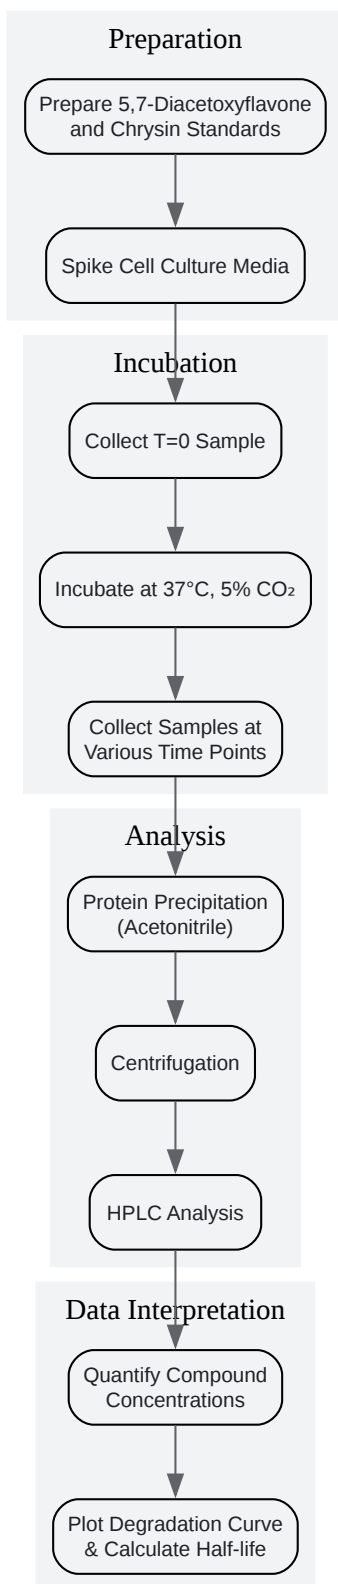 Preparation
Prepare 5,7-Diacetoxyflavone
and Chrysin Standards
Spike Cell Culture Media
Incubation
Collect T=0 Sample
Incubate at 37°C, 5% CO₂
Collect Samples at
Various Time Points
Analysis
Protein Precipitation
(Acetonitrile)
Centrifugation
HPLC Analysis
Data Interpretation
Quantify Compound
Concentrations
Plot Degradation Curve
& Calculate Half-life